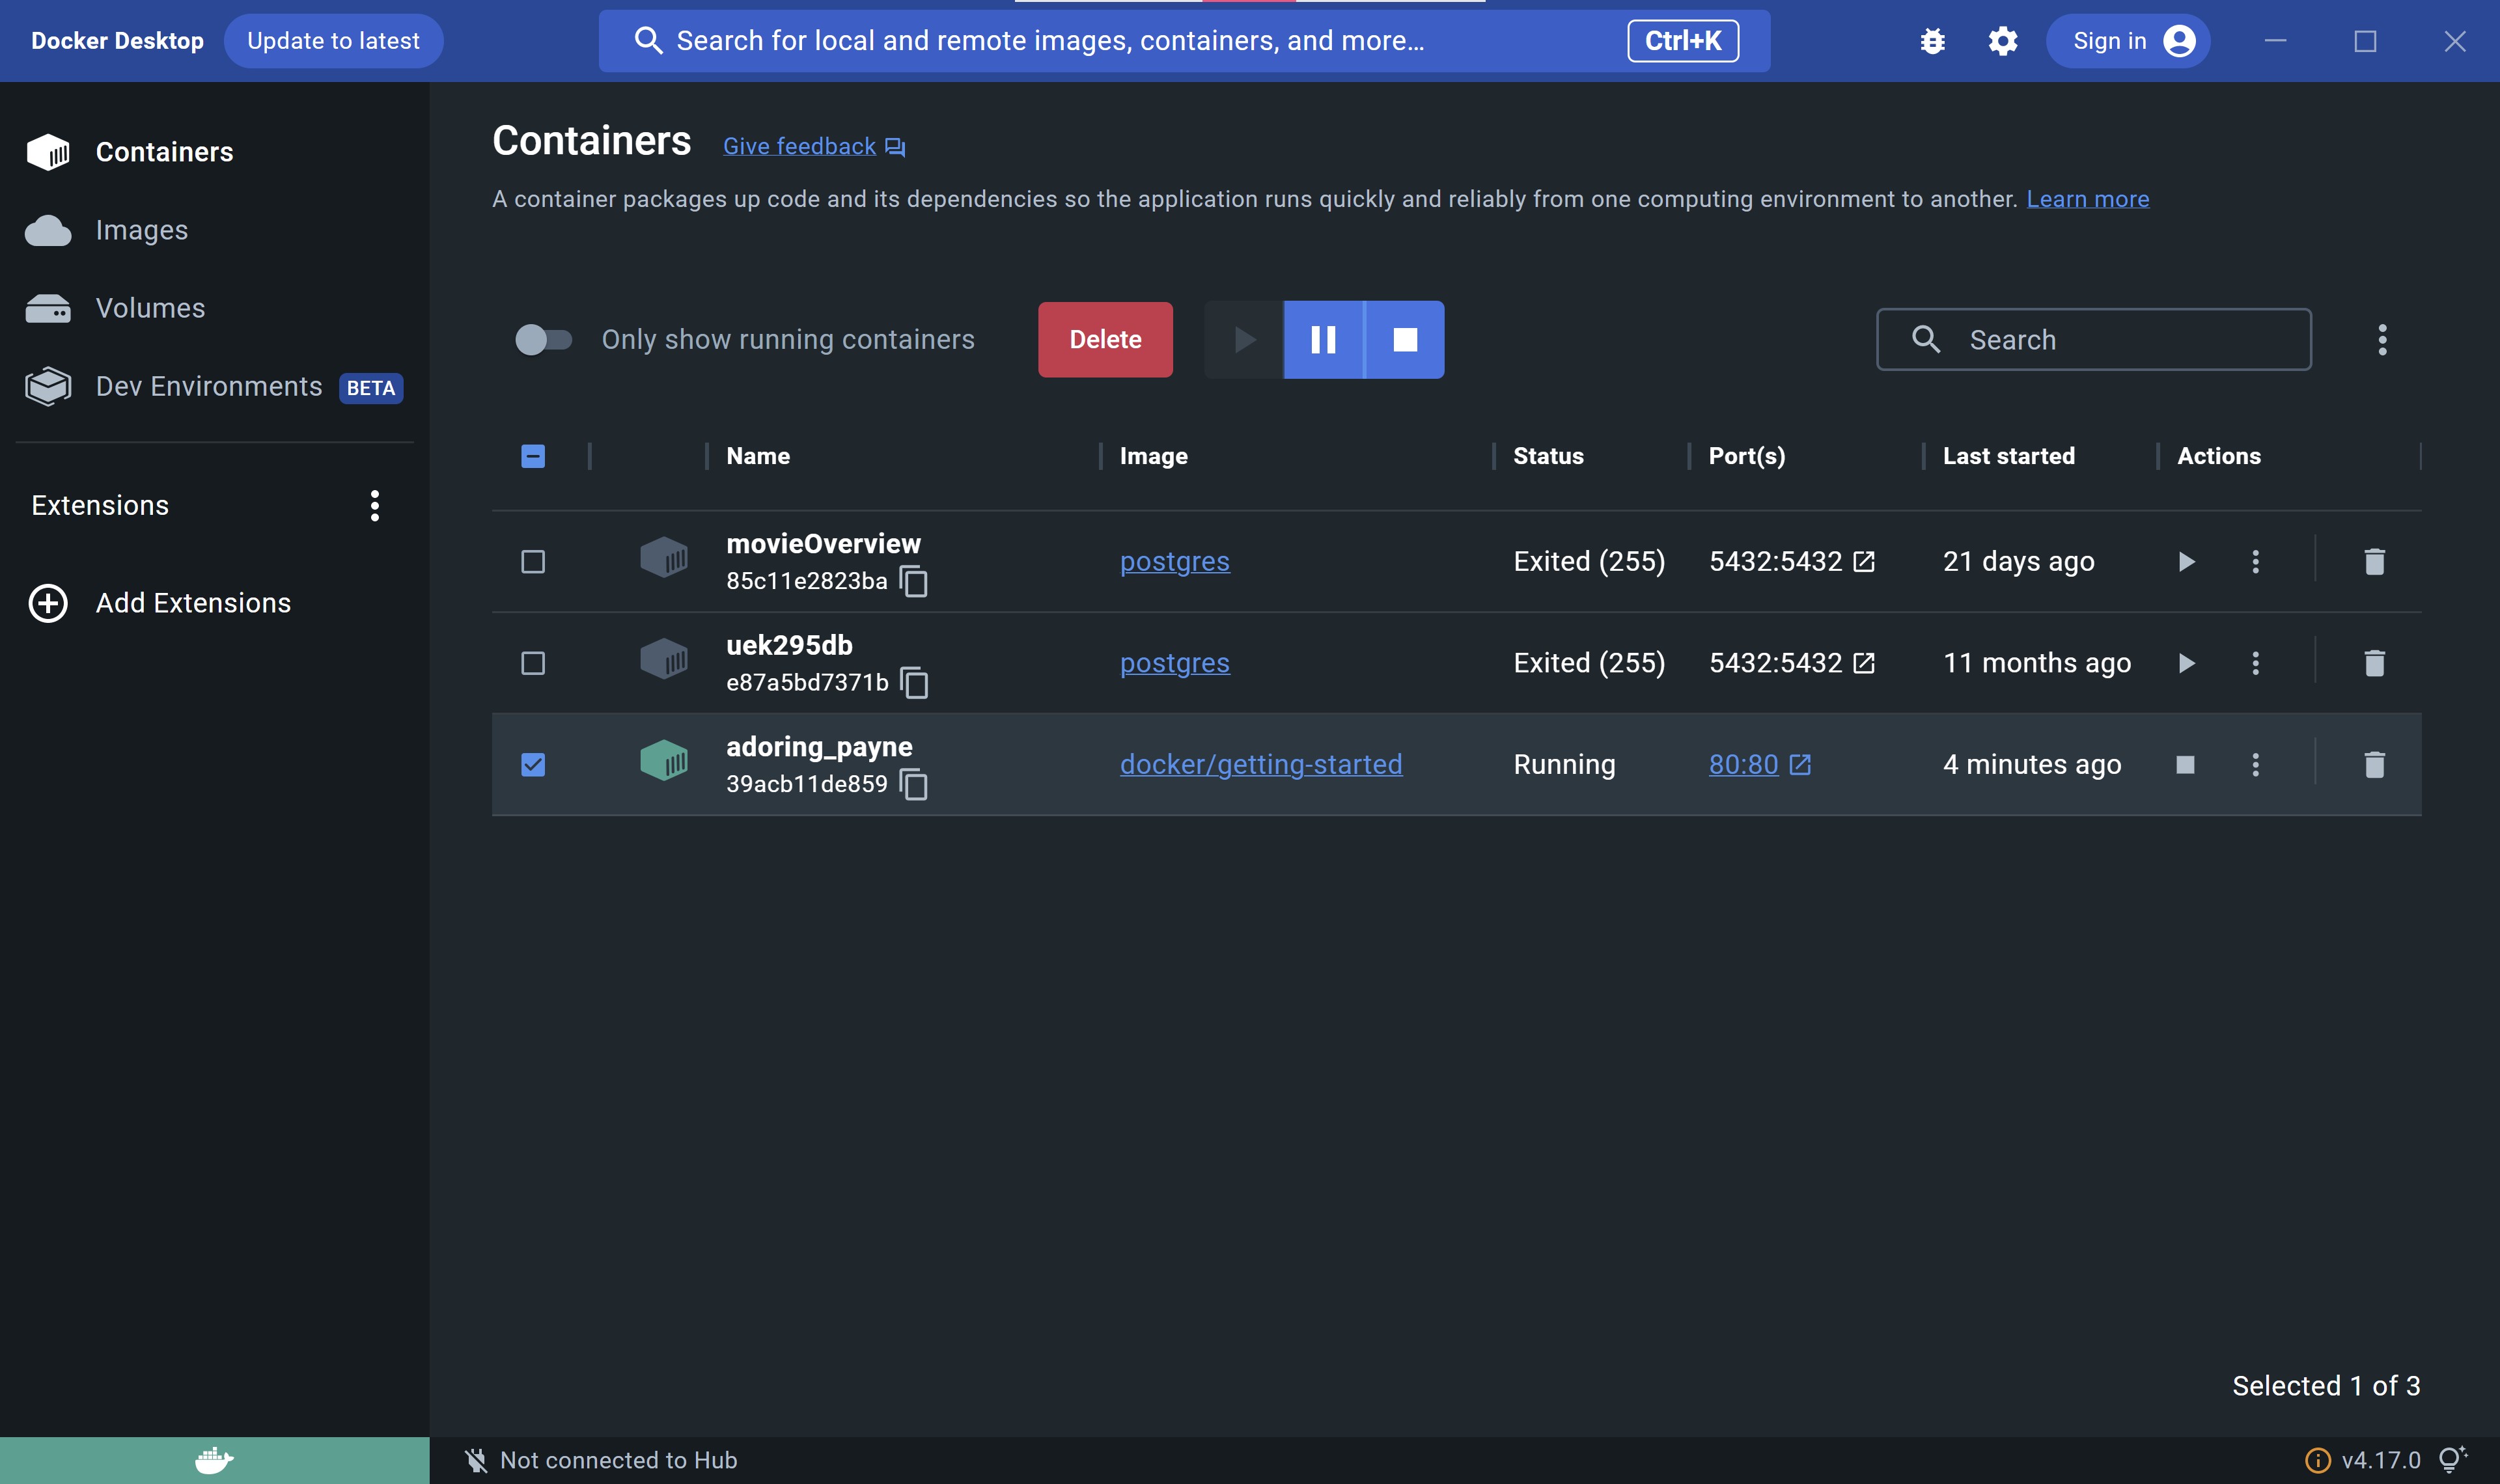 Docker Desktop Update to latest Search for local and remote images, containers, and more... Ctrl+K Sign in
Containers
Images
Volumes
Dev Environments BETA
Extensions
Add Extensions
Containers Give feedback
A container packages up code and its dependencies so the application runs quickly and reliably from one computing environment to another. Learn more
Only show running containers Delete Search
Name Image Status Port(s) Last started Actions
movieOverview
85c11e2823ba postgres Exited (255) 5432:5432 21 days ago
uek295db
e87a5bd7371b postgres Exited (255) 5432:5432 11 months ago
adoring_payne
39acb11de859 docker/getting-started Running 80:80 4 minutes ago
Selected 1 of 3
Not connected to Hub v4.17.0